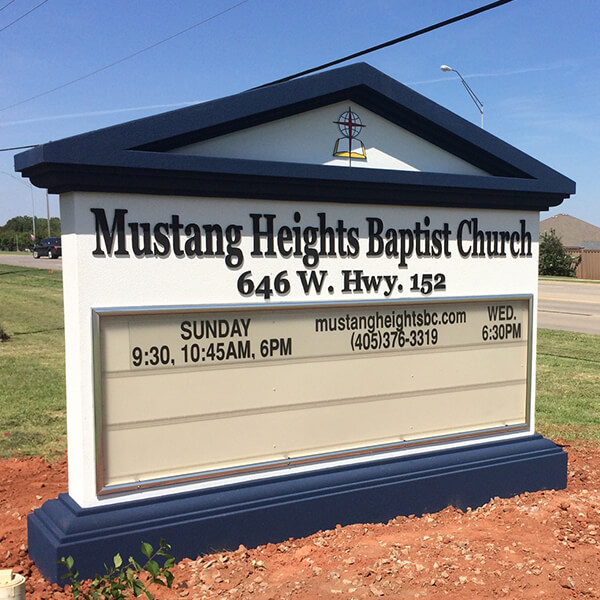 Mustang Heights Baptist Church
646 W. Hwy. 152
SUNDAY
9:30, 10:45AM, 6PM
mustangheightsbc.com
(405)376-3319
WED.
6:30PM